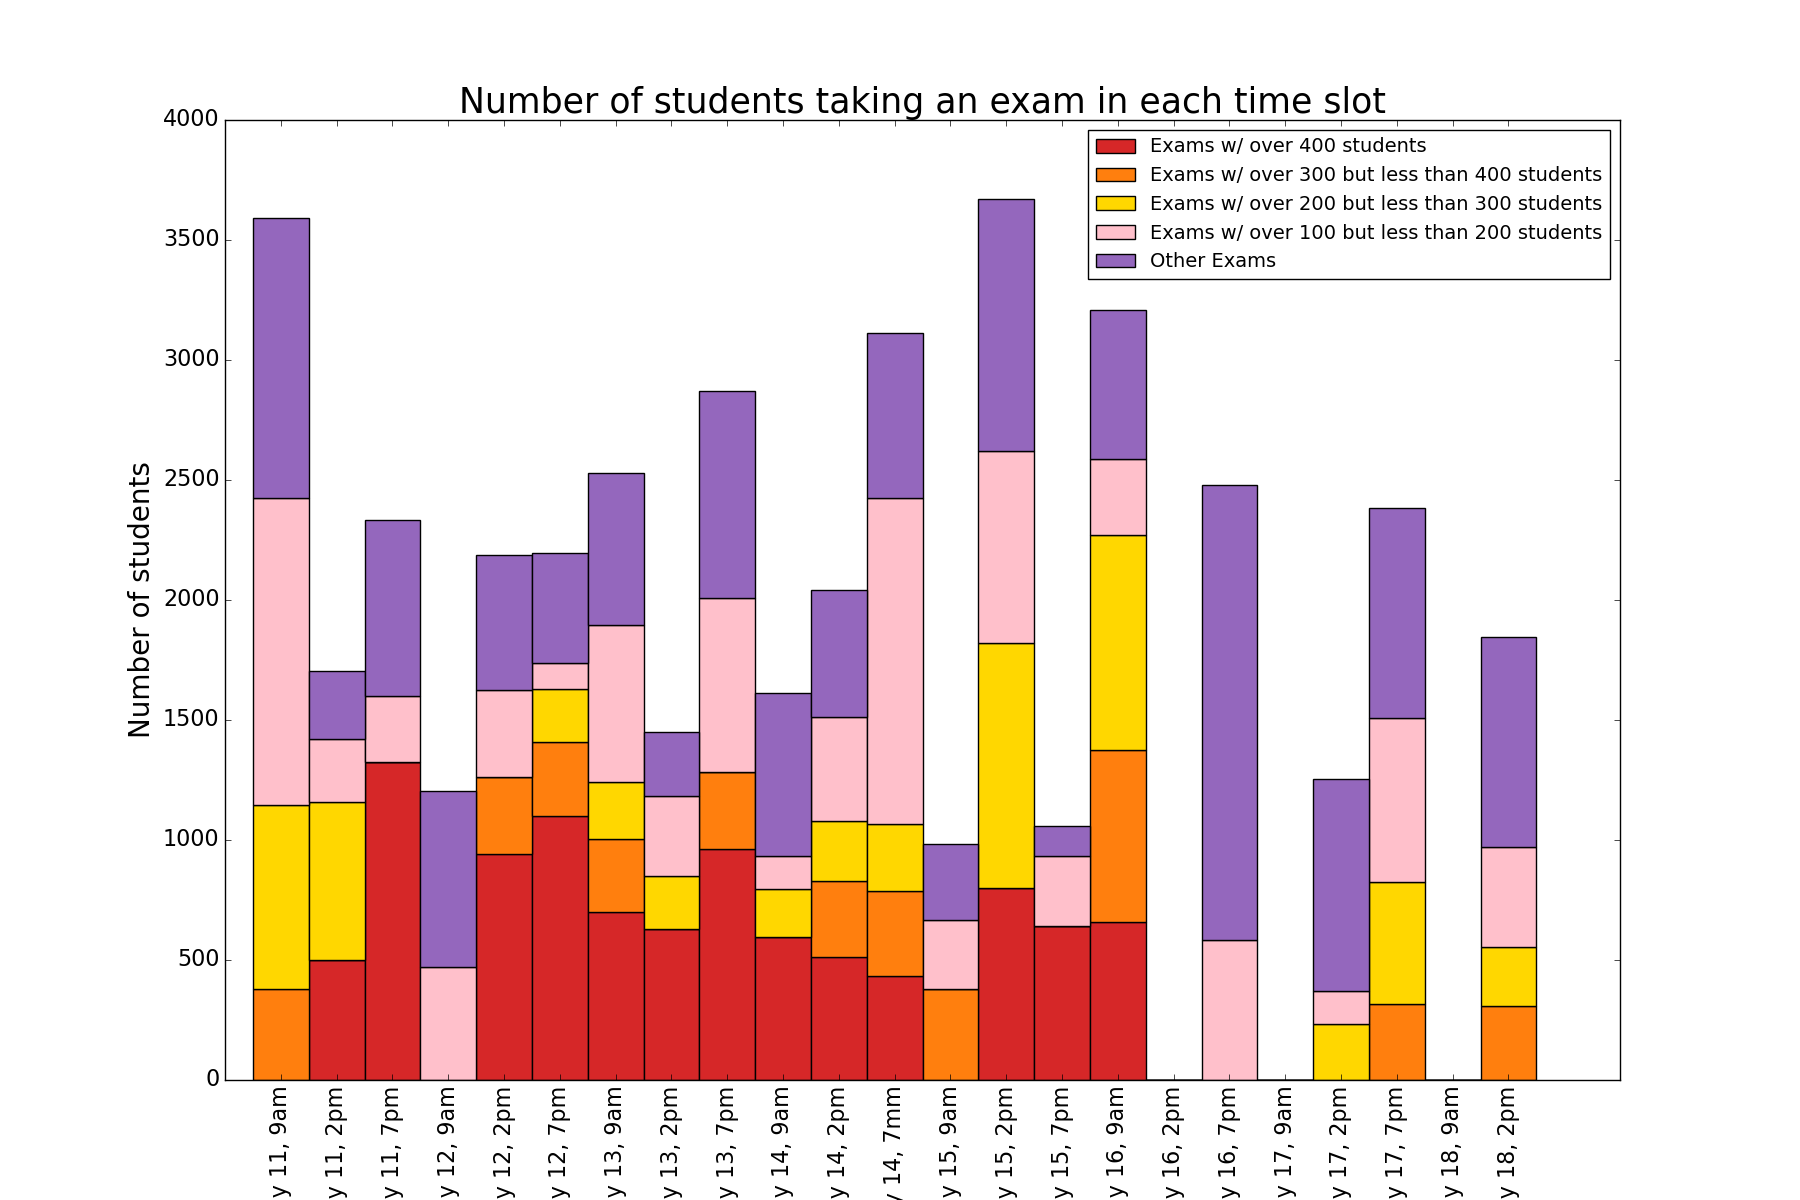 Number of students taking an exam in each time slot
Exams w/ over 400 students
Exams w/ over 300 but less than 400 students
Exams w/ over 200 but less than 300 students
Exams w/ over 100 but less than 200 students
Other Exams
Number of students
4000
3500
3000
2500
2000
1500
1000
500
0
y 11, 9am
y 11, 2pm
y 11, 7pm
y 12, 9am
y 12, 2pm
y 12, 7pm
y 13, 9am
y 13, 2pm
y 13, 7pm
y 14, 9am
y 14, 2pm
y 14, 7mm
y 15, 9am
y 15, 2pm
y 15, 7pm
y 16, 9am
y 16, 2pm
y 16, 7pm
y 17, 9am
y 17, 2pm
y 17, 7pm
y 18, 9am
y 18, 2pm